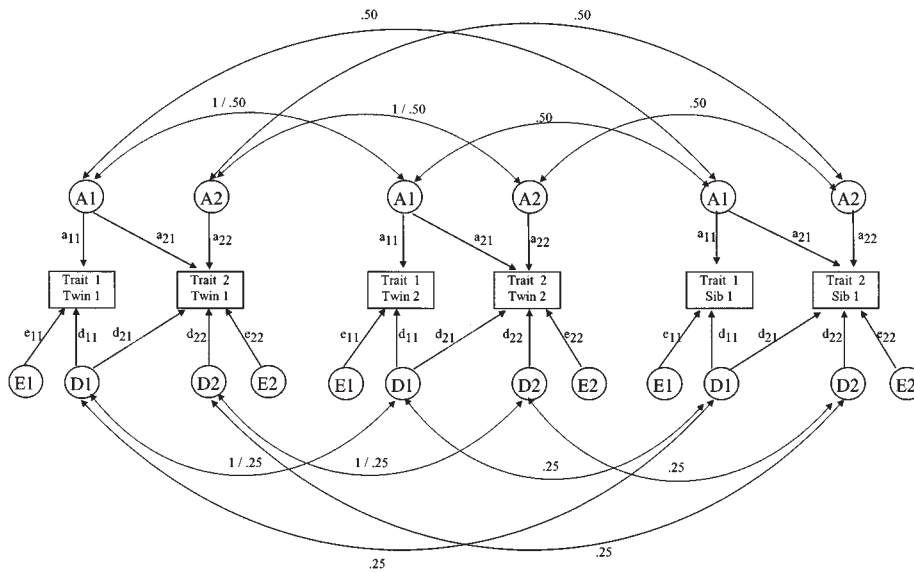 .50 .50
1 / .50 1 / .50 .50 .50
A1 A2 A1 A2 A1 A2
a11 a21 a22 a11 a21 a22 a11 a21 a22
Trait 1 Trait 2 Trait 1 Trait 2 Trait 1 Trait 2
Twin 1 Twin 1 Twin 2 Twin 2 Sib 1 Sib 1
e11 d11 d21 d22 e22 e11 d11 d21 d22 e22 e11 d11 d21 d22 e22
E1 D1 D2 E2 E1 D1 D2 E2 E1 D1 D2 E2
1 / .25 1 / .25 .25 .25
.25 .25